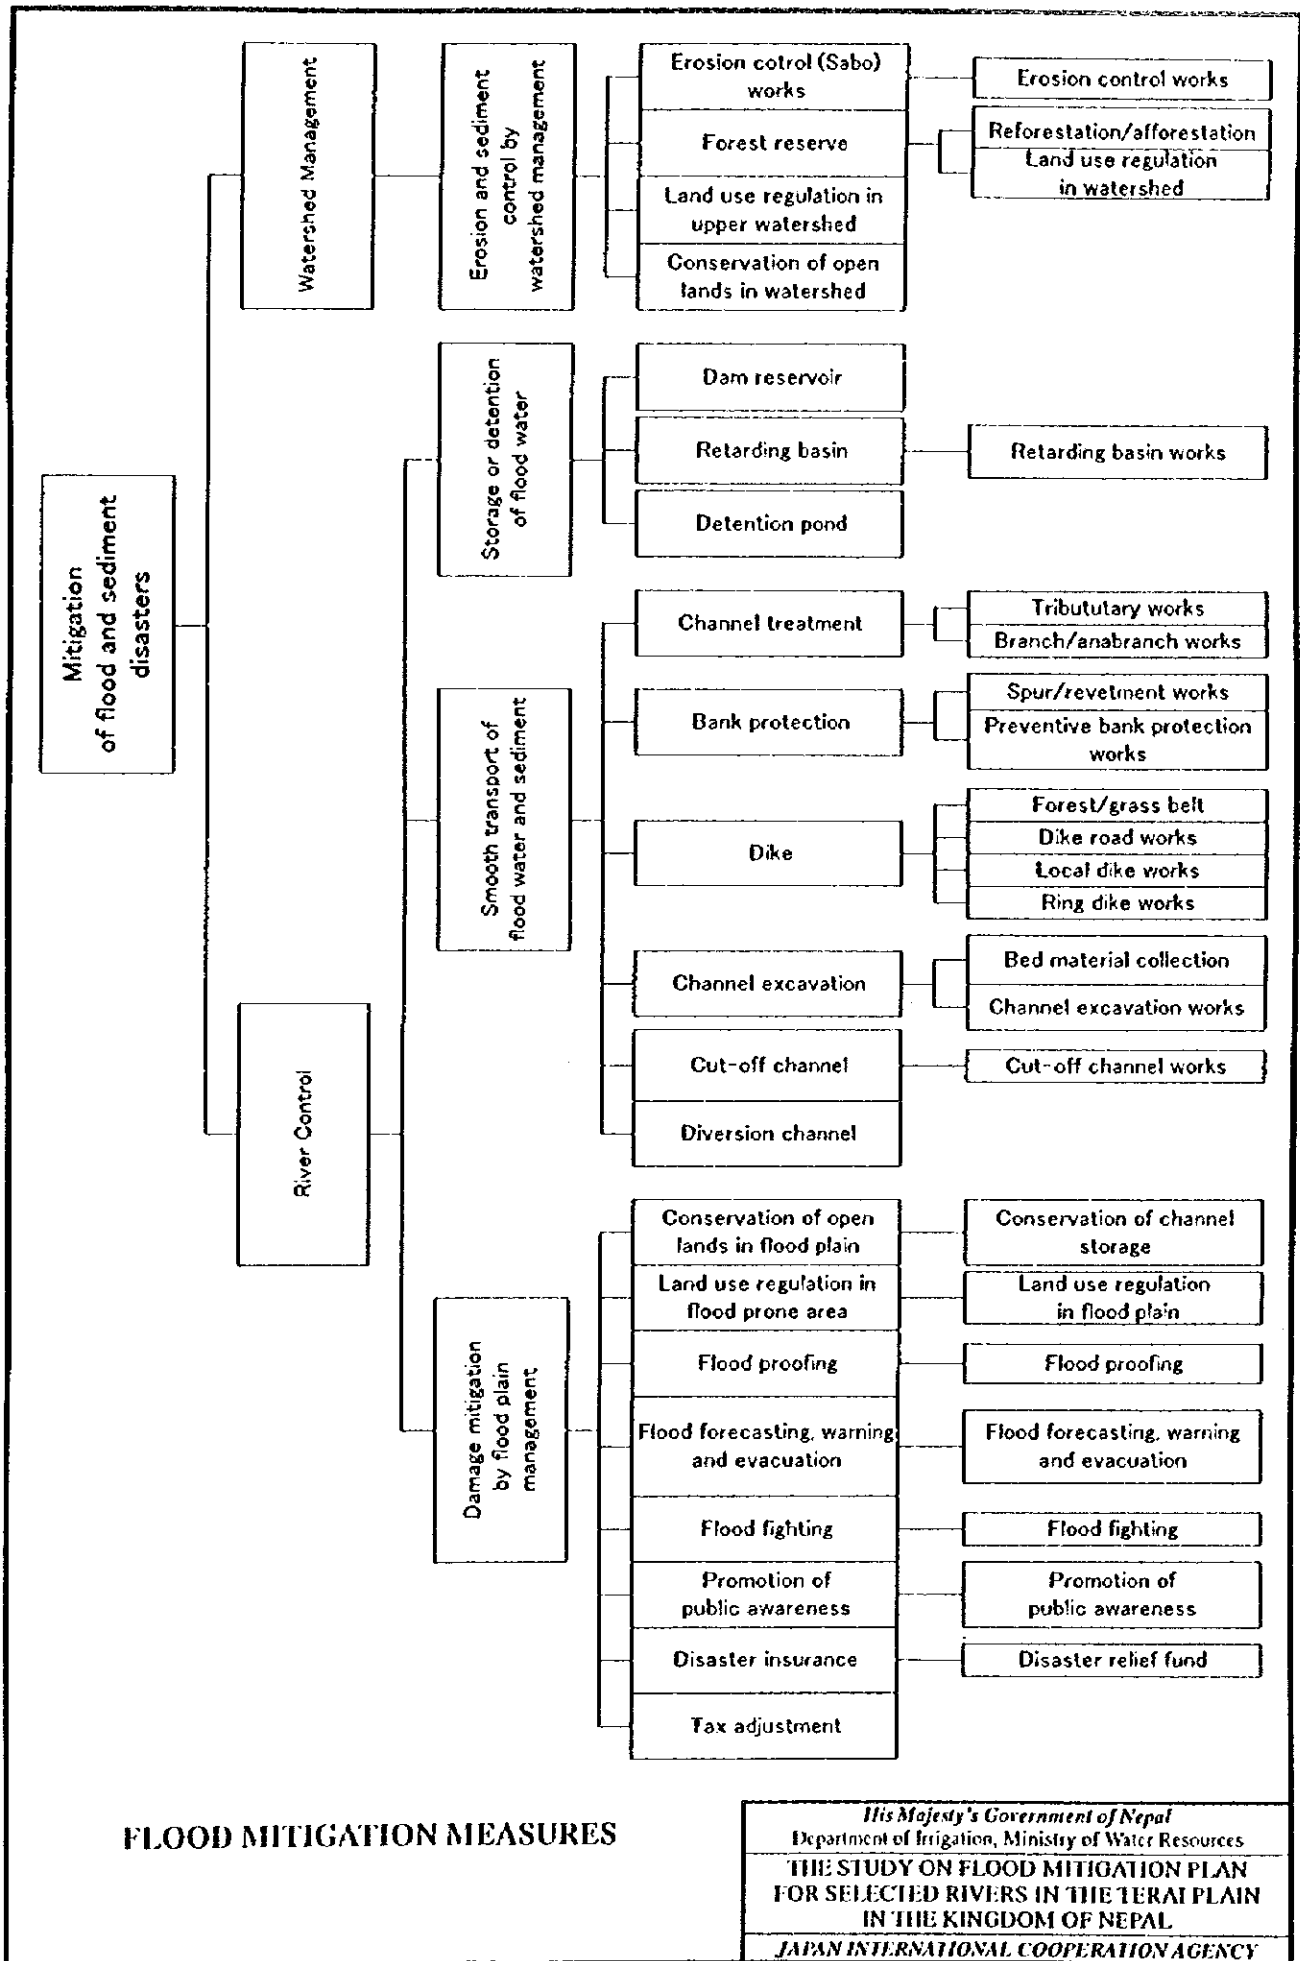 Mitigation
of flood and sediment
disasters
Watershed Management
River Control
Erosion and sediment
control by
watershed management
Storage or detention
of flood water
Smooth transport of
flood water and sediment
Damage mitigation
by flood plain
management
Erosion cotrol (Sabo)
works
Forest reserve
Land use regulation in
upper watershed
Conservation of open
lands in watershed
Dam reservoir
Retarding basin
Detention pond
Channel treatment
Bank protection
Dike
Channel excavation
Cut-off channel
Diversion channel
Conservation of open
lands in flood plain
Land use regulation in
flood prone area
Flood proofing
Flood forecasting, warning
and evacuation
Flood fighting
Promotion of
public awareness
Disaster insurance
Tax adjustment
Erosion control works
Reforestation/afforestation
Land use regulation
in watershed
Retarding basin works
Tribututary works
Branch/anabranch works
Spur/revetment works
Preventive bank protection
works
Forest/grass belt
Dike road works
Local dike works
Ring dike works
Bed material collection
Channel excavation works
Cut-off channel works
Conservation of channel
storage
Land use regulation
in flood plain
Flood proofing
Flood forecasting, warning
and evacuation
Flood fighting
Promotion of
public awareness
Disaster relief fund
FLOOD MITIGATION MEASURES
His Majesty's Government of Nepal
Department of Irrigation, Ministry of Water Resources
THE STUDY ON FLOOD MITIGATION PLAN
FOR SELECTED RIVERS IN THE TERAI PLAIN
IN THE KINGDOM OF NEPAL
JAPAN INTERNATIONAL COOPERATION AGENCY